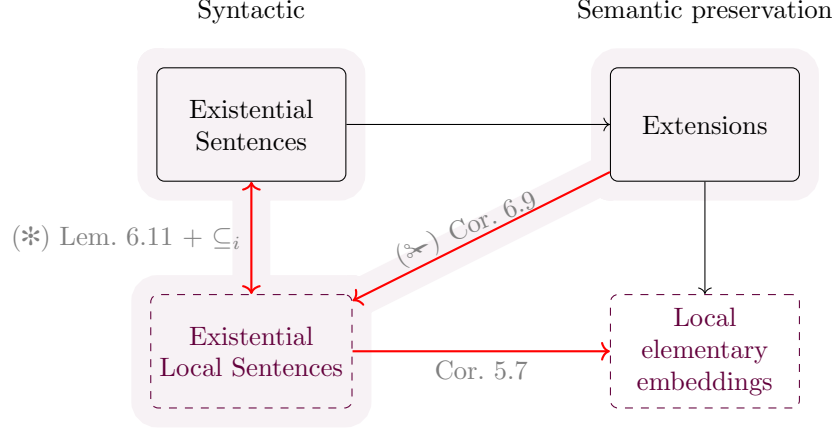 Syntactic
Semantic preservation
Existential
Sentences
Extensions
(✻) Lem. 6.11 + ⊆ᵢ
(✂) Cor. 6.9
Existential
Local Sentences
Cor. 5.7
Local
elementary
embeddings